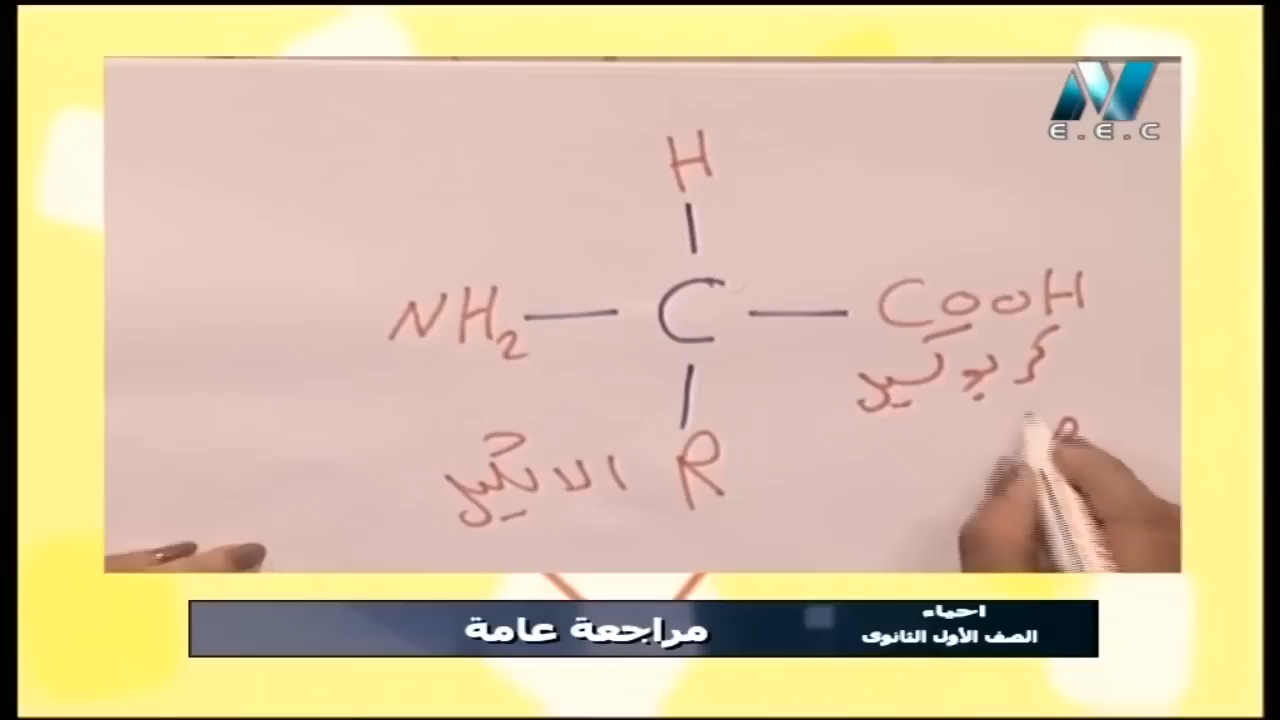 E.E.C
H
NH2 — C — COOH
كربوكسيل
الالكيل R
احياء
الصف الأول الثانوى
مراجعة عامة